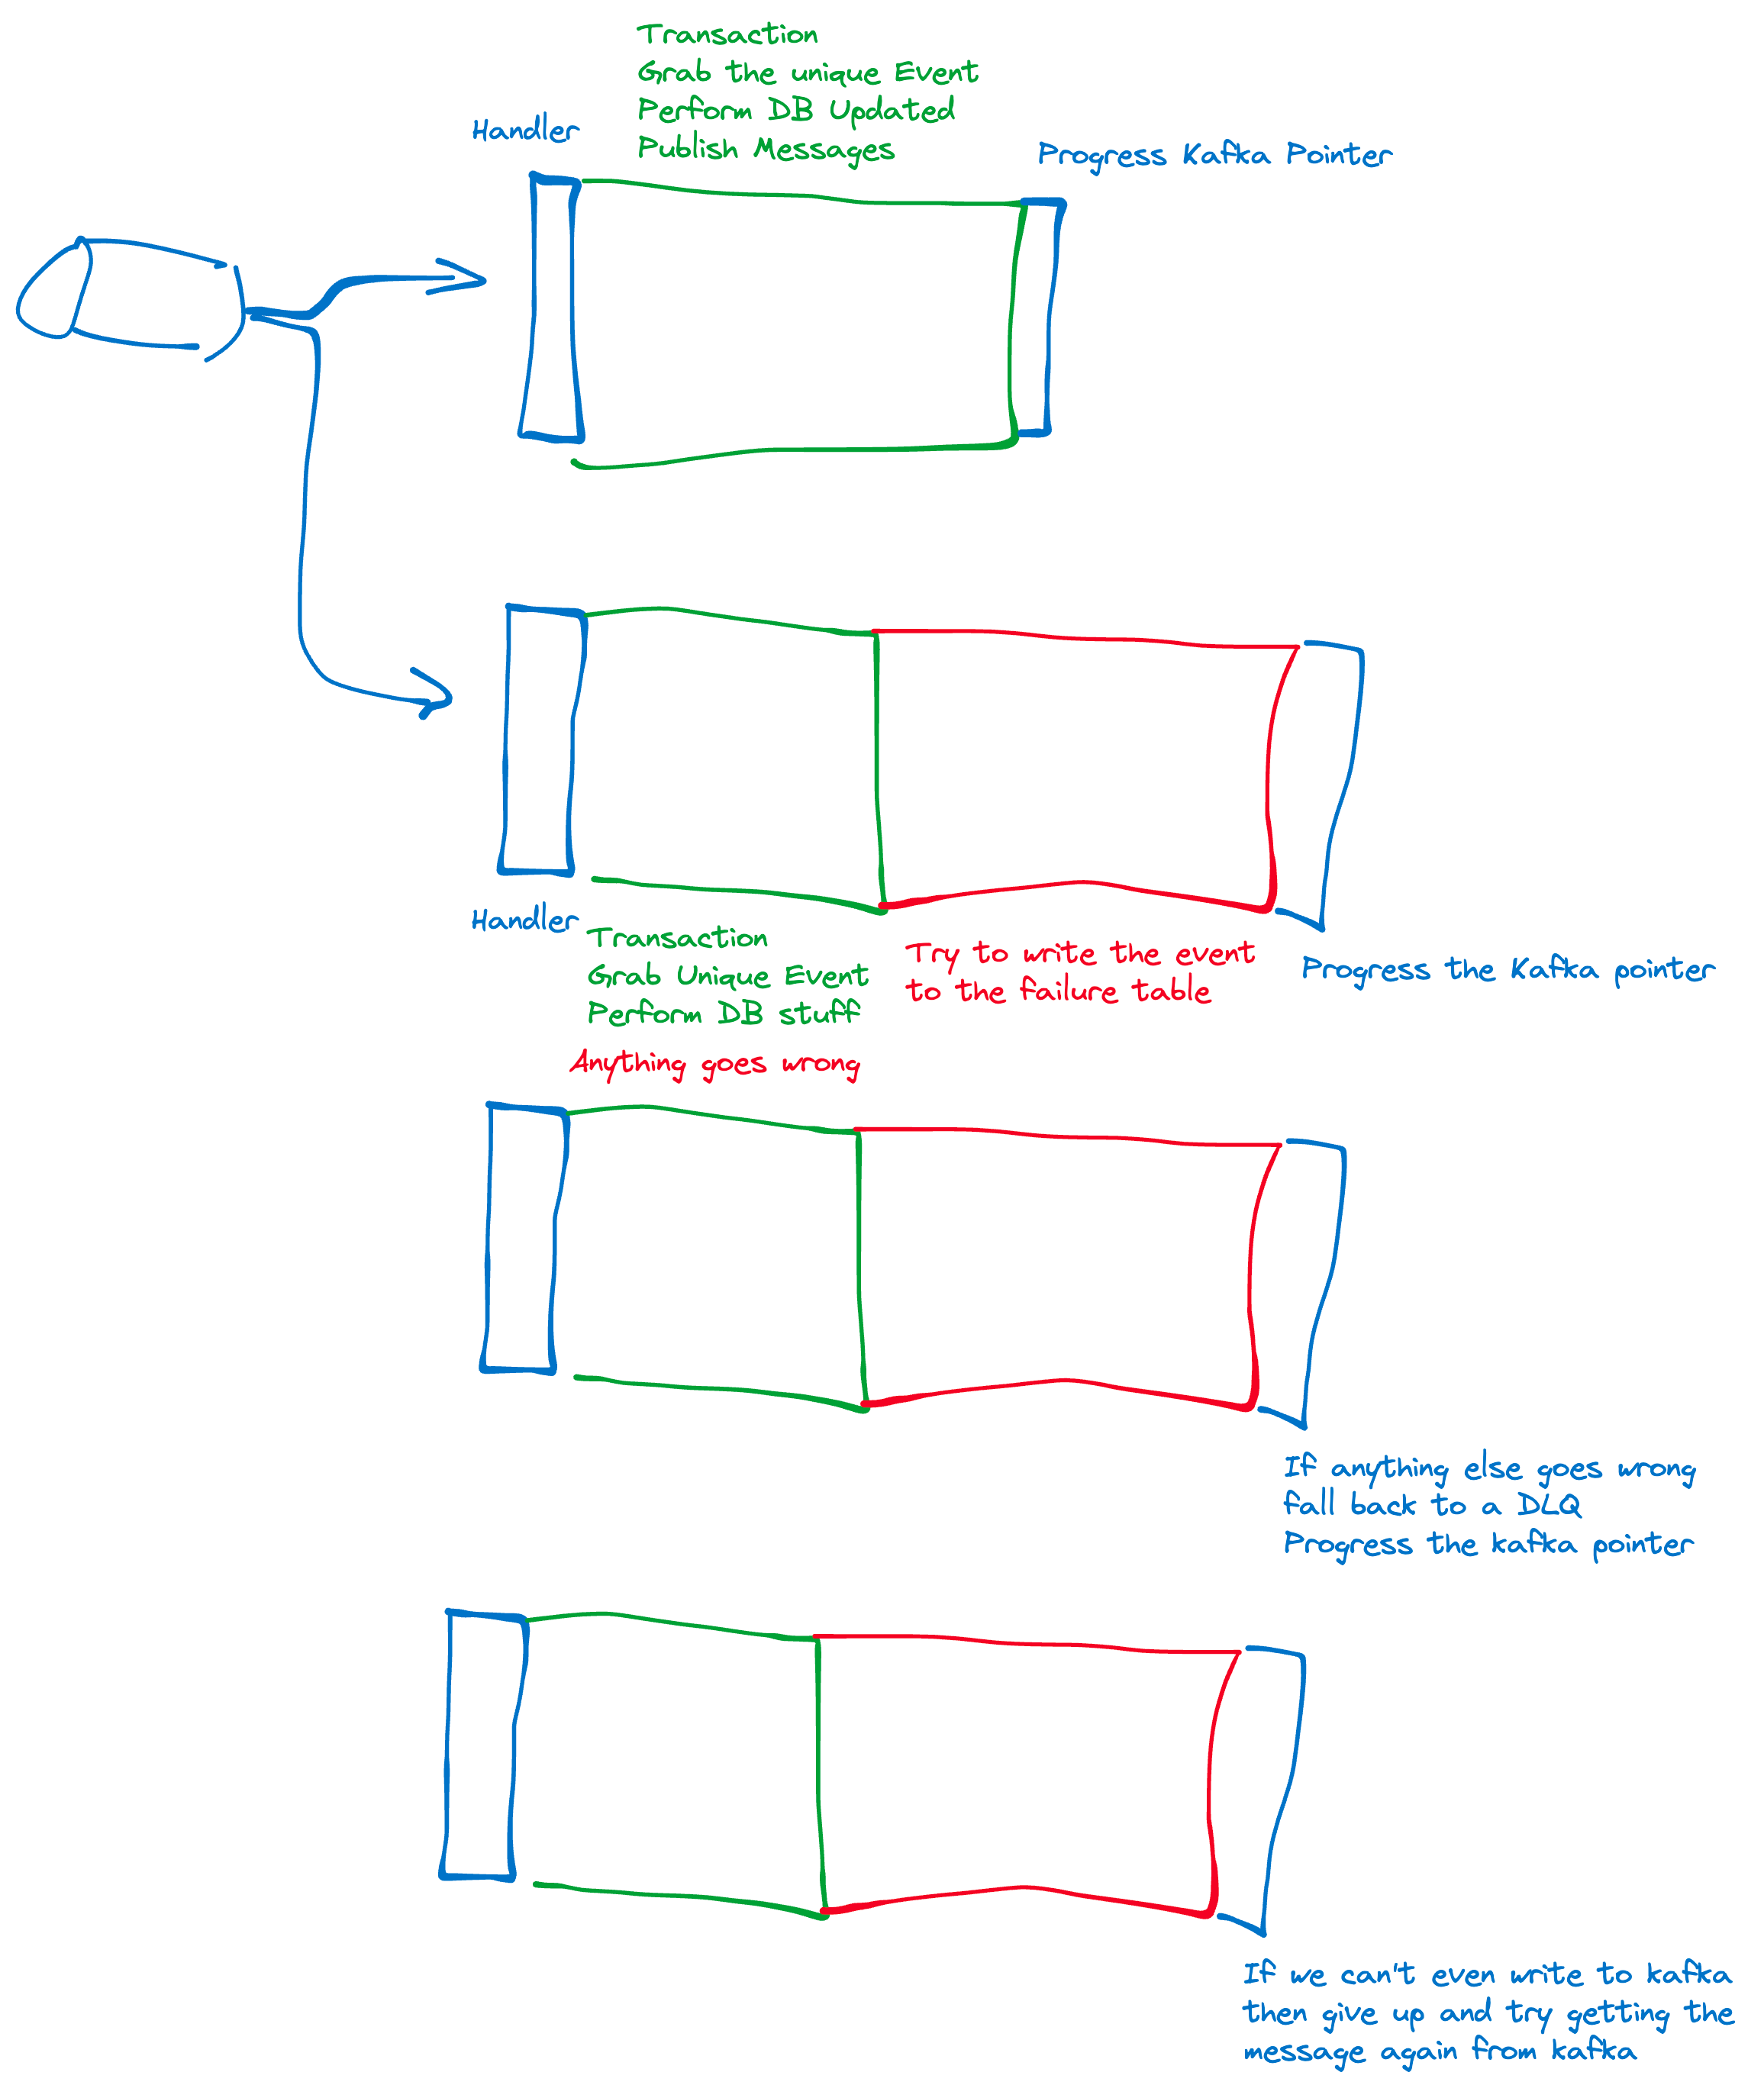 Transaction
Grab the unique Event
Perform DB Updated
Publish Messages
Handler
Progress Kafka Pointer
Handler
Transaction
Grab Unique Event
Perform DB stuff
Anything goes wrong
Try to write the event
to the failure table
Progress the Kafka pointer
If anything else goes wrong
fall back to a DLQ
Progress the kafka pointer
If we can't even write to kafka
then give up and try getting the
message again from kafka